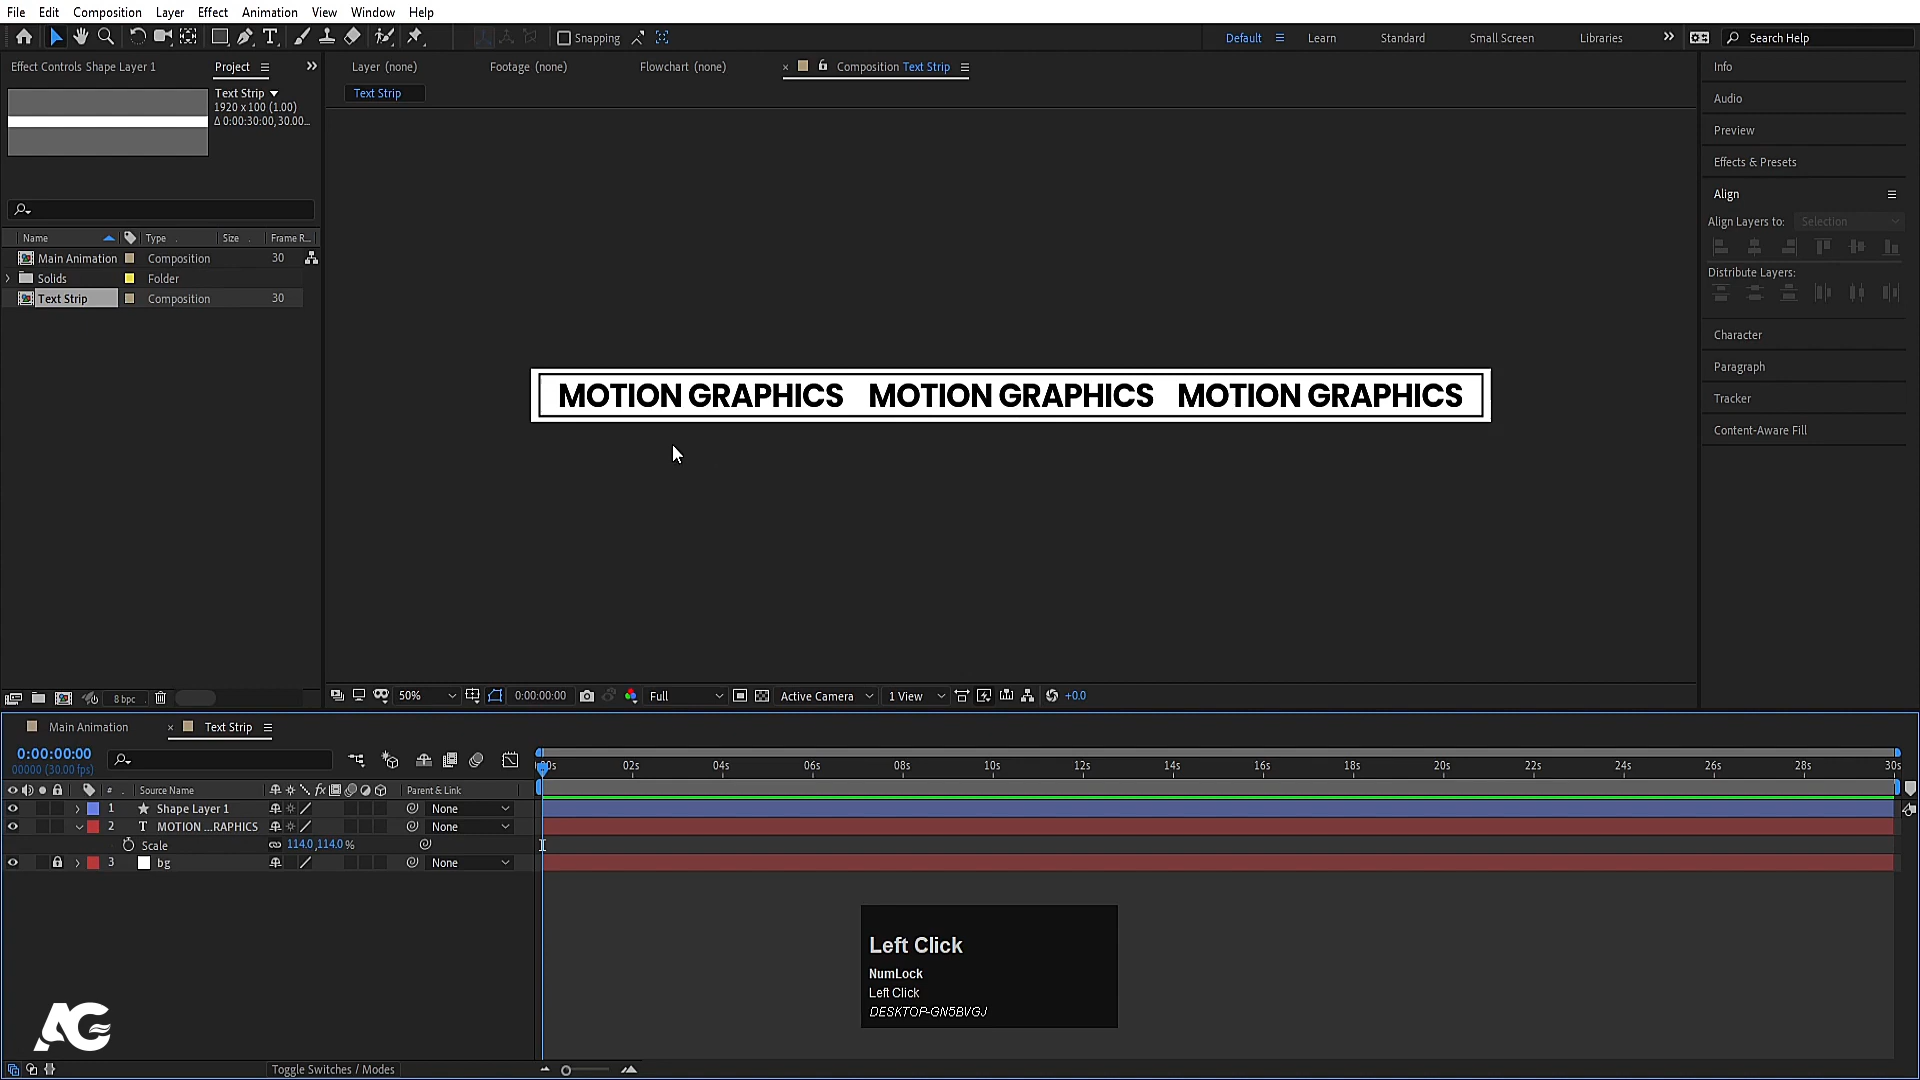 File Edit Composition Layer Effect Animation View Window Help
Snapping Default Learn Standard Small Screen Libraries Search Help
Effect Controls Shape Layer 1 Project Layer (none) Footage (none) Flowchart (none) × Composition Text Strip Info
Text Strip
Text Strip
1920 x 100 (1.00)
Δ 0:00:30:00, 30.00...
Audio
Preview
Effects & Presets
Align
Align Layers to: Selection
Distribute Layers:
Character
Paragraph
Tracker
Content-Aware Fill
Name Type Size Frame R...
Main Animation Composition 30
Solids Folder
Text Strip Composition 30
MOTION GRAPHICS MOTION GRAPHICS MOTION GRAPHICS
8 bpc 50% 0:00:00:00 Full Active Camera 1 View +0.0
Main Animation × Text Strip
0:00:00:00
00000 (30.00 fps)
00s 02s 04s 06s 08s 10s 12s 14s 16s 18s 20s 22s 24s 26s 28s 30s
# Source Name fx Parent & Link
1 Shape Layer 1 None
2 T MOTION ...RAPHICS None
Scale 114.0,114.0%
3 bg None
Left Click
NumLock
Left Click
DESKTOP-GN5BVGJ
AG
Toggle Switches / Modes